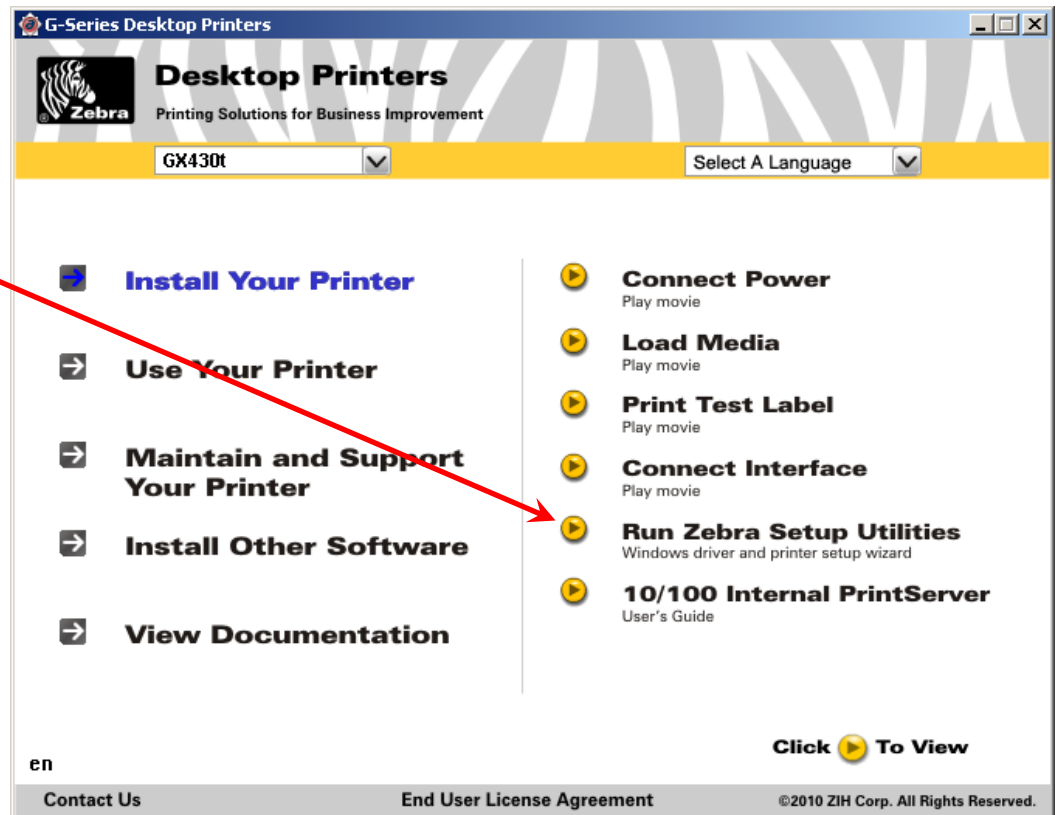 G-Series Desktop Printers
Zebra
®
Desktop Printers
Printing Solutions for Business Improvement
GX430t
Select A Language
Install Your Printer
Use Your Printer
Maintain and Support
Your Printer
Install Other Software
View Documentation
Connect Power
Play movie
Load Media
Play movie
Print Test Label
Play movie
Connect Interface
Play movie
Run Zebra Setup Utilities
Windows driver and printer setup wizard
10/100 Internal PrintServer
User's Guide
Click To View
en
Contact Us
End User License Agreement
©2010 ZIH Corp. All Rights Reserved.